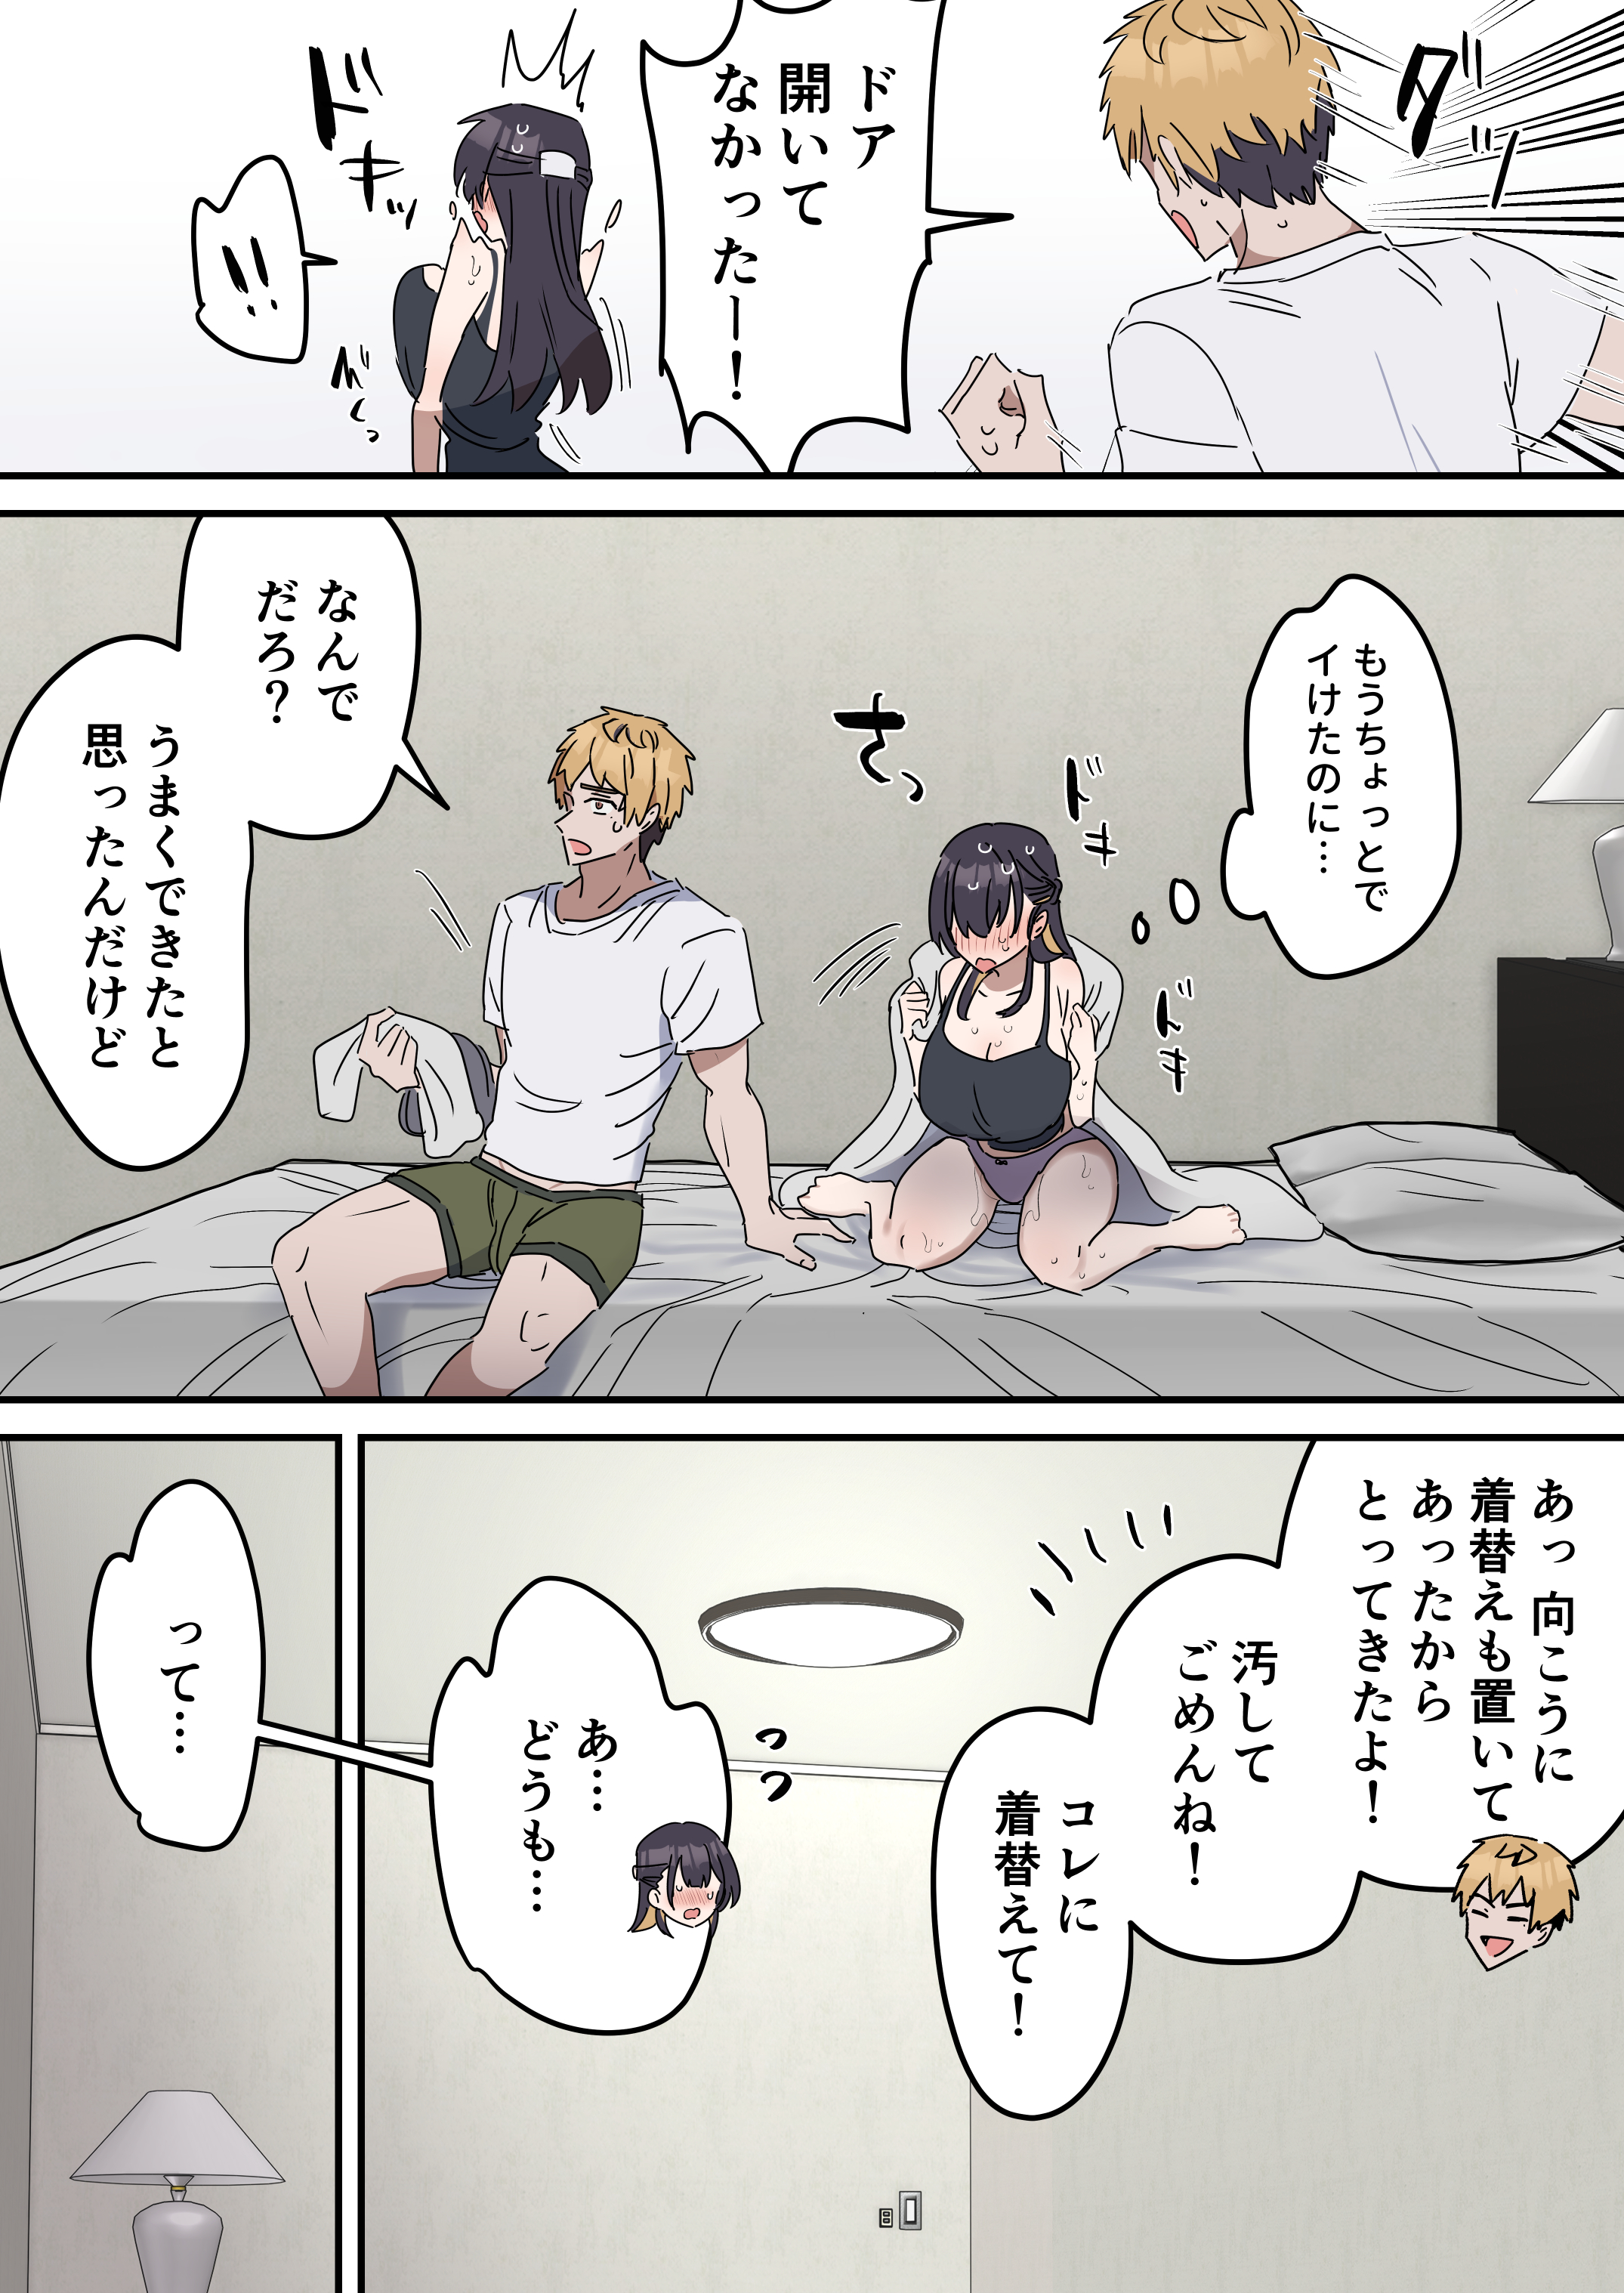 ダッ
ドア
開いて
なかったー！
ドキッ
！！
びくっ
もうちょっとで
イけたのに…
ドキ
ドキ
さっ
なんで
だろ？
うまくできたと
思ったんだけど
あっ 向こうに
着替えも置いて
あったから
とってきたよ！
汚して
ごめんね！
コレに
着替えて！
っっ
あ…
どうも…
って…